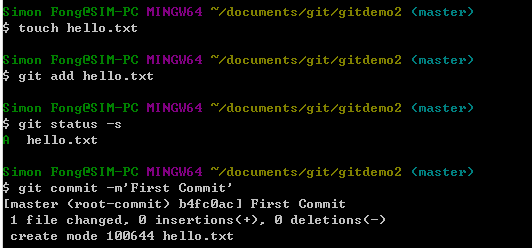 Simon Fong@SIM-PC MINGW64 ~/documents/git/gitdemo2 (master)
$ touch hello.txt
Simon Fong@SIM-PC MINGW64 ~/documents/git/gitdemo2 (master)
$ git add hello.txt
Simon Fong@SIM-PC MINGW64 ~/documents/git/gitdemo2 (master)
$ git status -s
A  hello.txt
Simon Fong@SIM-PC MINGW64 ~/documents/git/gitdemo2 (master)
$ git commit -m'First Commit'
[master (root-commit) b4fc0ac] First Commit
 1 file changed, 0 insertions(+), 0 deletions(-)
 create mode 100644 hello.txt